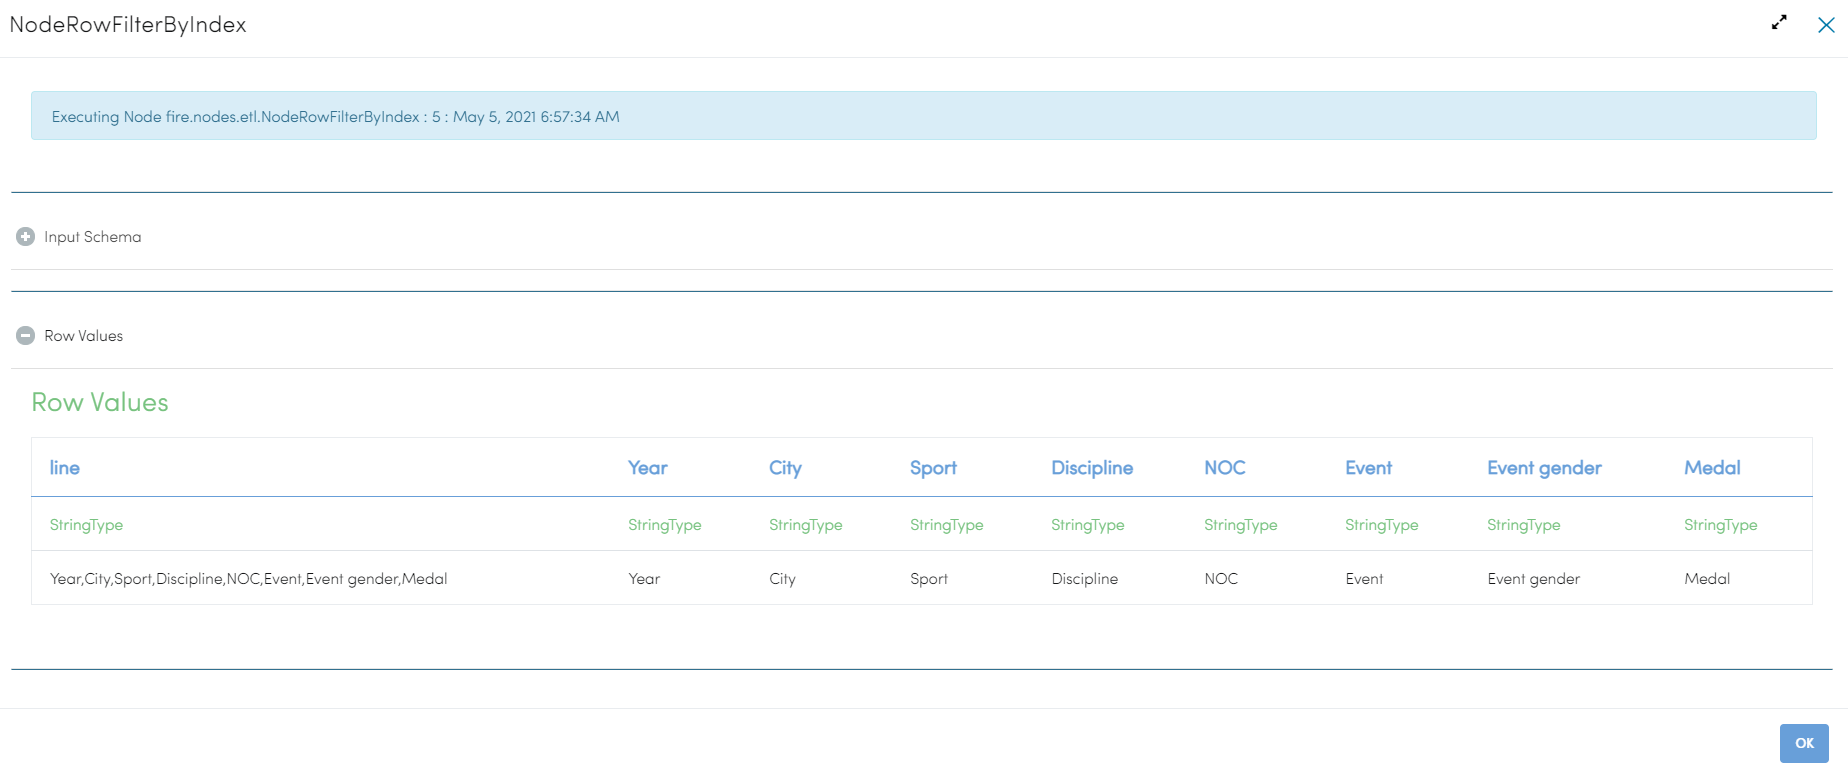 NodeRowFilterByIndex
Executing Node fire.nodes.etl.NodeRowFilterByIndex : 5 : May 5, 2021 6:57:34 AM
Input Schema
Row Values
Row Values
line Year City Sport Discipline NOC Event Event gender Medal
StringType StringType StringType StringType StringType StringType StringType StringType StringType
Year,City,Sport,Discipline,NOC,Event,Event gender,Medal Year City Sport Discipline NOC Event Event gender Medal
OK